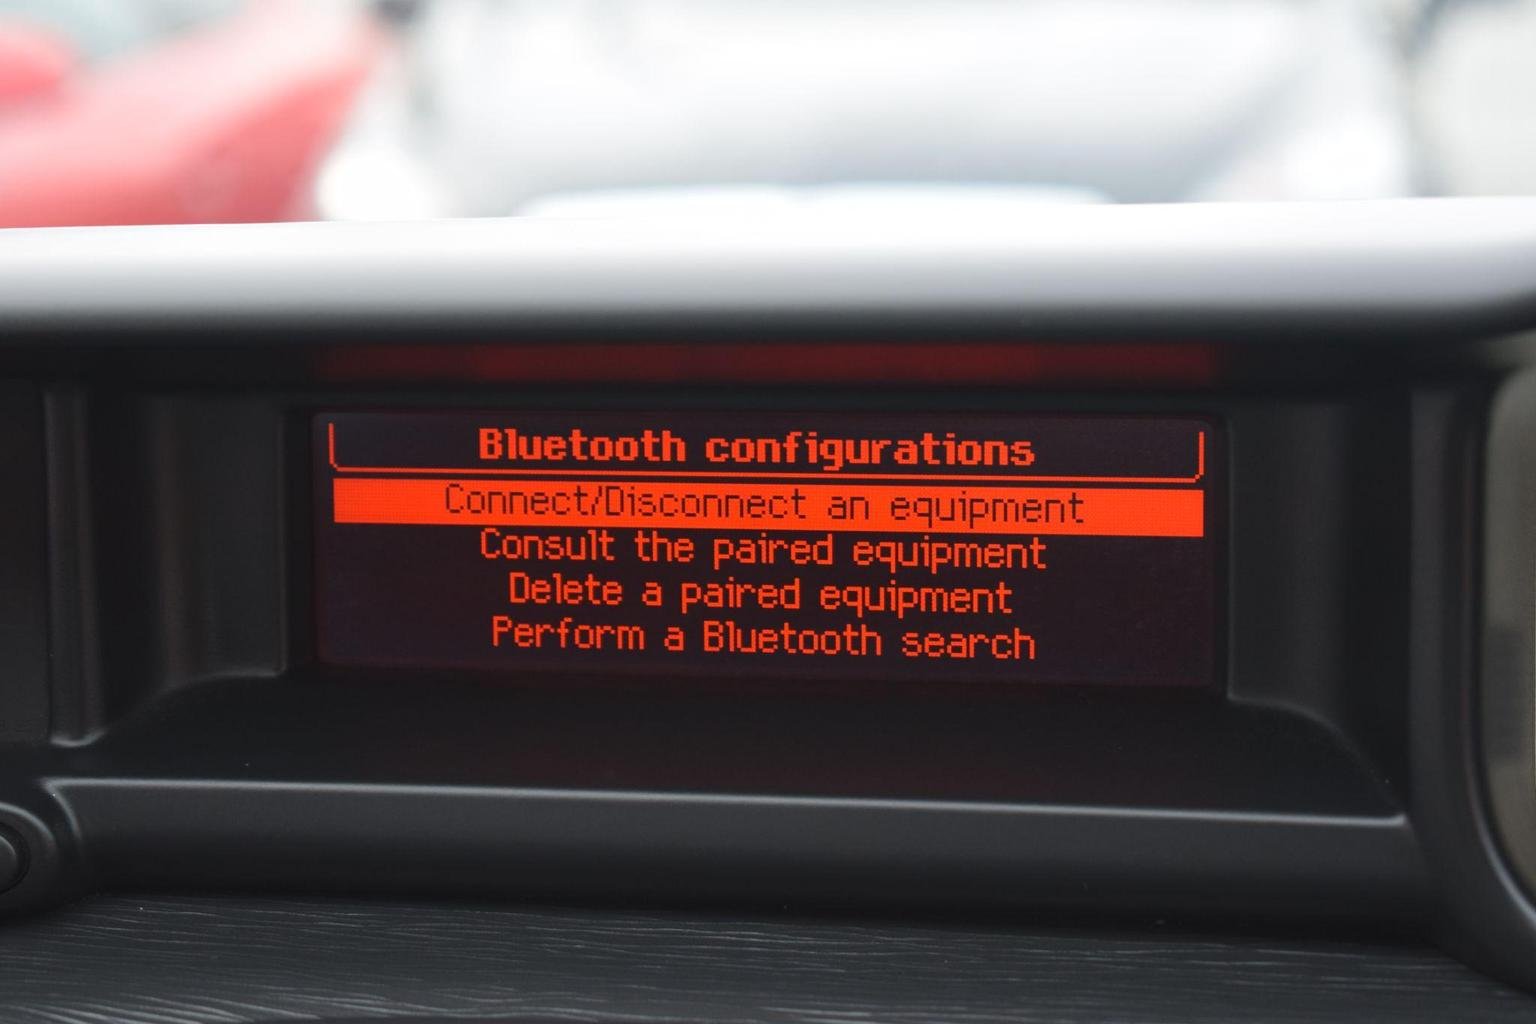 Bluetooth configurations
Connect/Disconnect an equipment
Consult the paired equipment
Delete a paired equipment
Perform a Bluetooth search